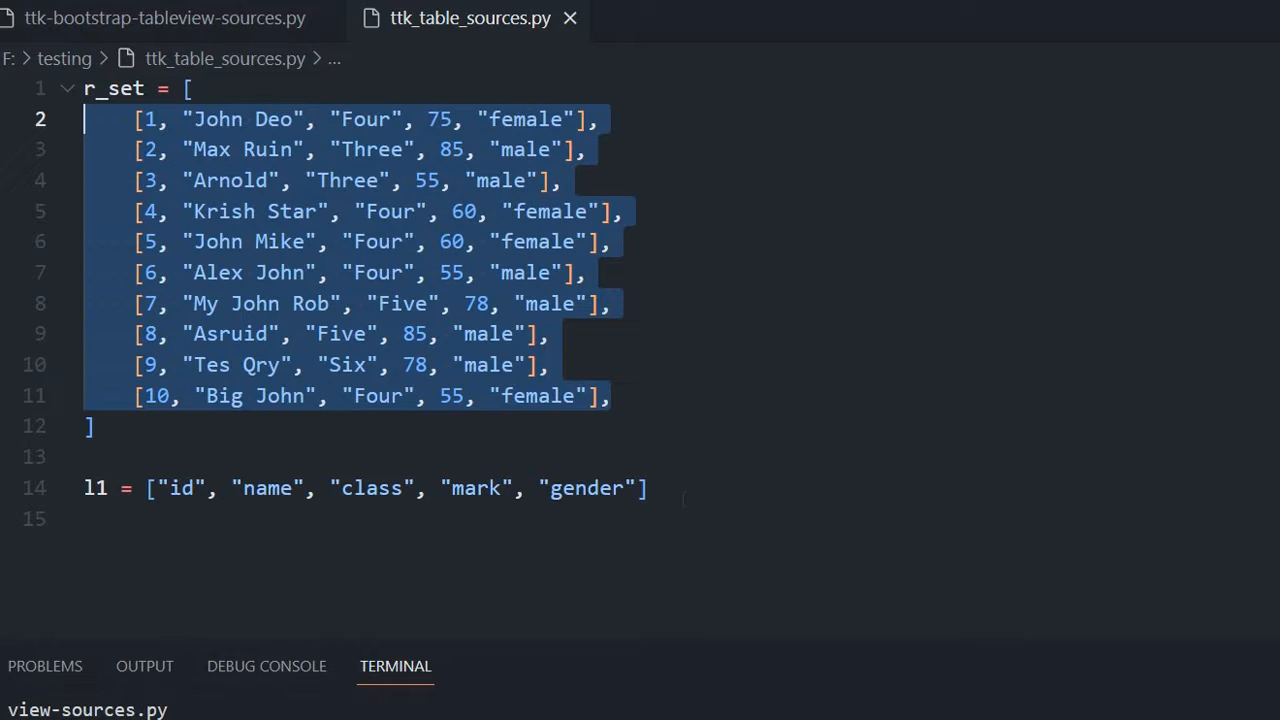 ttk-bootstrap-tableview-sources.py ttk_table_sources.py ×
F: > testing > ttk_table_sources.py > ...
1 r_set = [
2 [1, "John Deo", "Four", 75, "female"],
3 [2, "Max Ruin", "Three", 85, "male"],
4 [3, "Arnold", "Three", 55, "male"],
5 [4, "Krish Star", "Four", 60, "female"],
6 [5, "John Mike", "Four", 60, "female"],
7 [6, "Alex John", "Four", 55, "male"],
8 [7, "My John Rob", "Five", 78, "male"],
9 [8, "Asruid", "Five", 85, "male"],
10 [9, "Tes Qry", "Six", 78, "male"],
11 [10, "Big John", "Four", 55, "female"],
12 ]
13
14 l1 = ["id", "name", "class", "mark", "gender"]
15
PROBLEMS OUTPUT DEBUG CONSOLE TERMINAL
view-sources.py